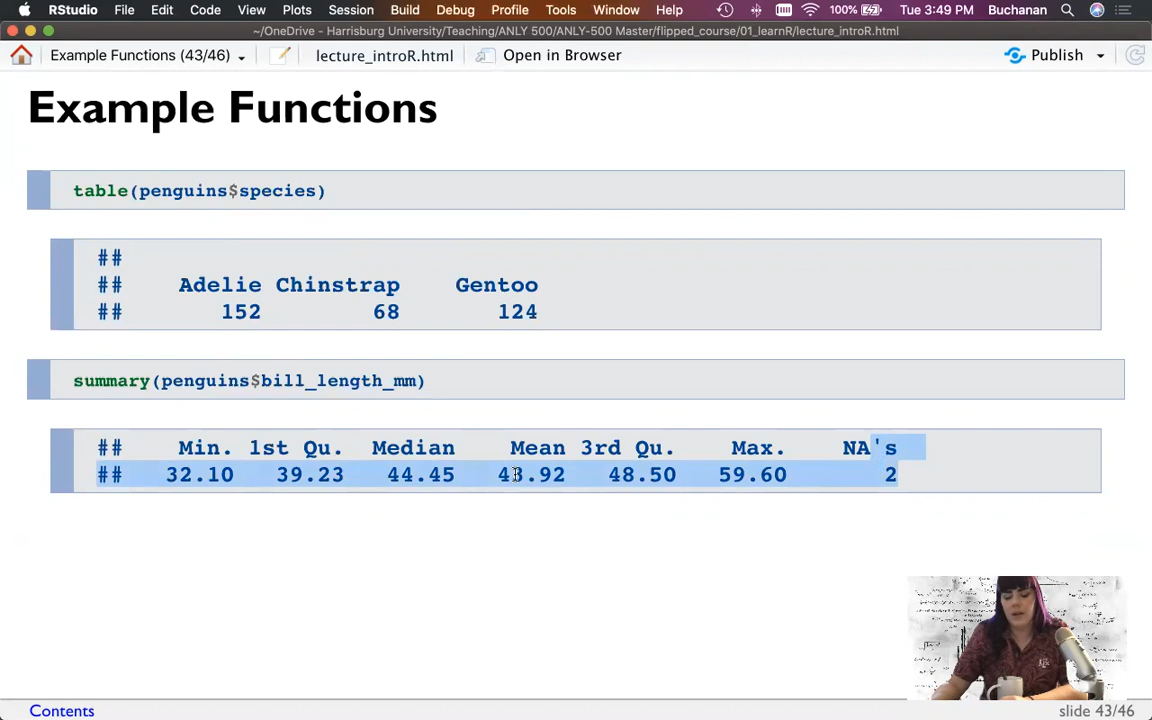 RStudio File Edit Code View Plots Session Build Debug Profile Tools Window Help 100% Tue 3:49 PM Buchanan
~/OneDrive - Harrisburg University/Teaching/ANLY 500/ANLY-500 Master/flipped_course/01_learnR/lecture_introR.html
Example Functions (43/46) lecture_introR.html Open in Browser Publish
Example Functions
table(penguins$species)
##
## Adelie Chinstrap Gentoo
## 152 68 124
summary(penguins$bill_length_mm)
## Min. 1st Qu. Median Mean 3rd Qu. Max. NA's
## 32.10 39.23 44.45 43.92 48.50 59.60 2
Contents slide 43/46